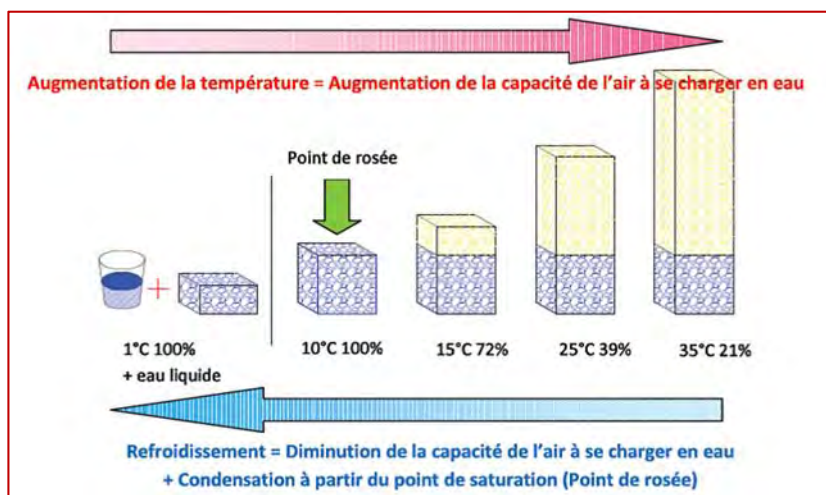 Augmentation de la température = Augmentation de la capacité de l'air à se charger en eau
Point de rosée
1°C 100%
+ eau liquide
10°C 100%
15°C 72%
25°C 39%
35°C 21%
Refroidissement = Diminution de la capacité de l'air à se charger en eau
+ Condensation à partir du point de saturation (Point de rosée)